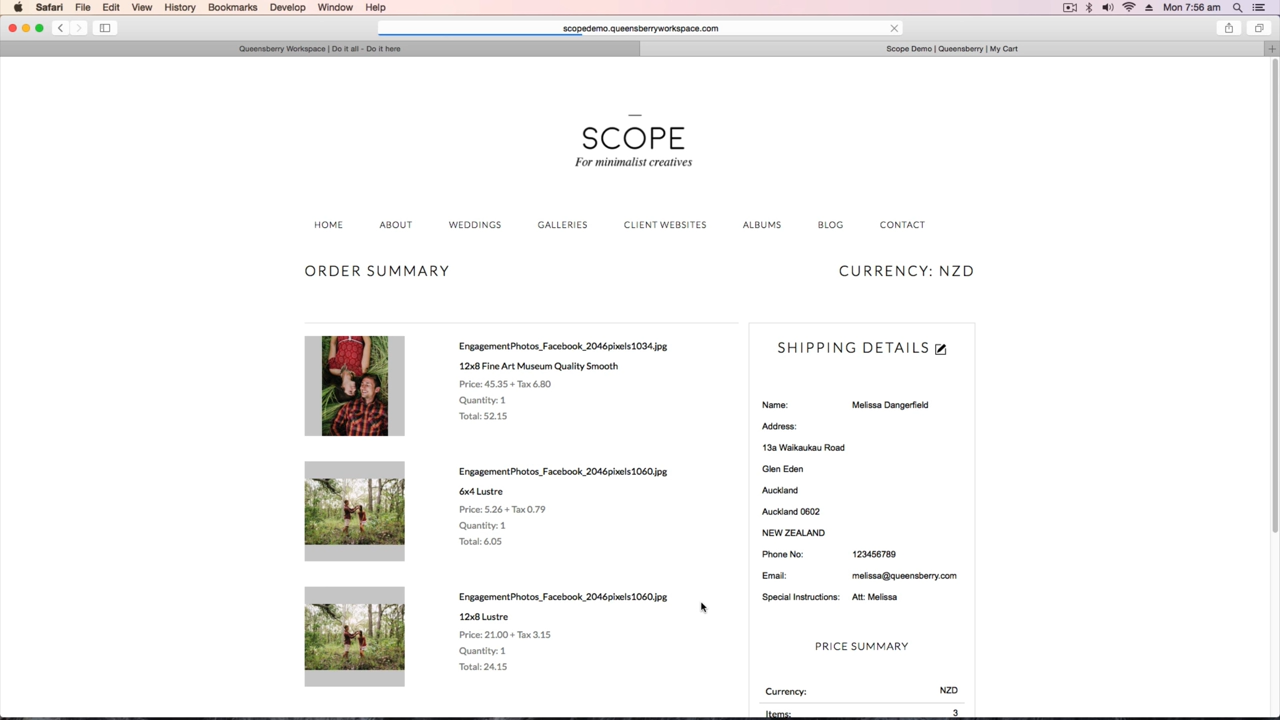 Safari File Edit View History Bookmarks Develop Window Help Mon 7:56 am
scopedemo.queensberryworkspace.com
Queensberry Workspace | Do it all - Do it here
Scope Demo | Queensberry | My Cart
SCOPE
For minimalist creatives
HOME ABOUT WEDDINGS GALLERIES CLIENT WEBSITES ALBUMS BLOG CONTACT
ORDER SUMMARY
CURRENCY: NZD
EngagementPhotos_Facebook_2046pixels1034.jpg
12x8 Fine Art Museum Quality Smooth
Price: 45.35 + Tax 6.80
Quantity: 1
Total: 52.15
EngagementPhotos_Facebook_2046pixels1060.jpg
6x4 Lustre
Price: 5.26 + Tax 0.79
Quantity: 1
Total: 6.05
EngagementPhotos_Facebook_2046pixels1060.jpg
12x8 Lustre
Price: 21.00 + Tax 3.15
Quantity: 1
Total: 24.15
SHIPPING DETAILS
Name: Melissa Dangerfield
Address:
13a Waikaukau Road
Glen Eden
Auckland
Auckland 0602
NEW ZEALAND
Phone No: 123456789
Email: melissa@queensberry.com
Special Instructions: Att: Melissa
PRICE SUMMARY
Currency: NZD
Items: 3